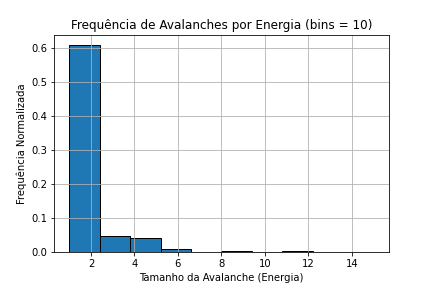 Frequência de Avalanches por Energia (bins = 10)
Frequência Normalizada
0.6
0.5
0.4
0.3
0.2
0.1
0.0
2 4 6 8 10 12 14
Tamanho da Avalanche (Energia)